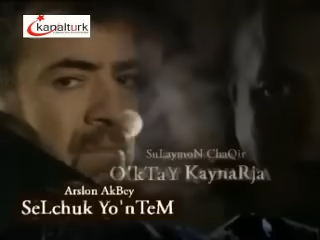 kanalturk
SuLaymoN ChaQir
O'kTaY KaynaRja
Arslon AkBey
SeLchuk Yo'nTeM